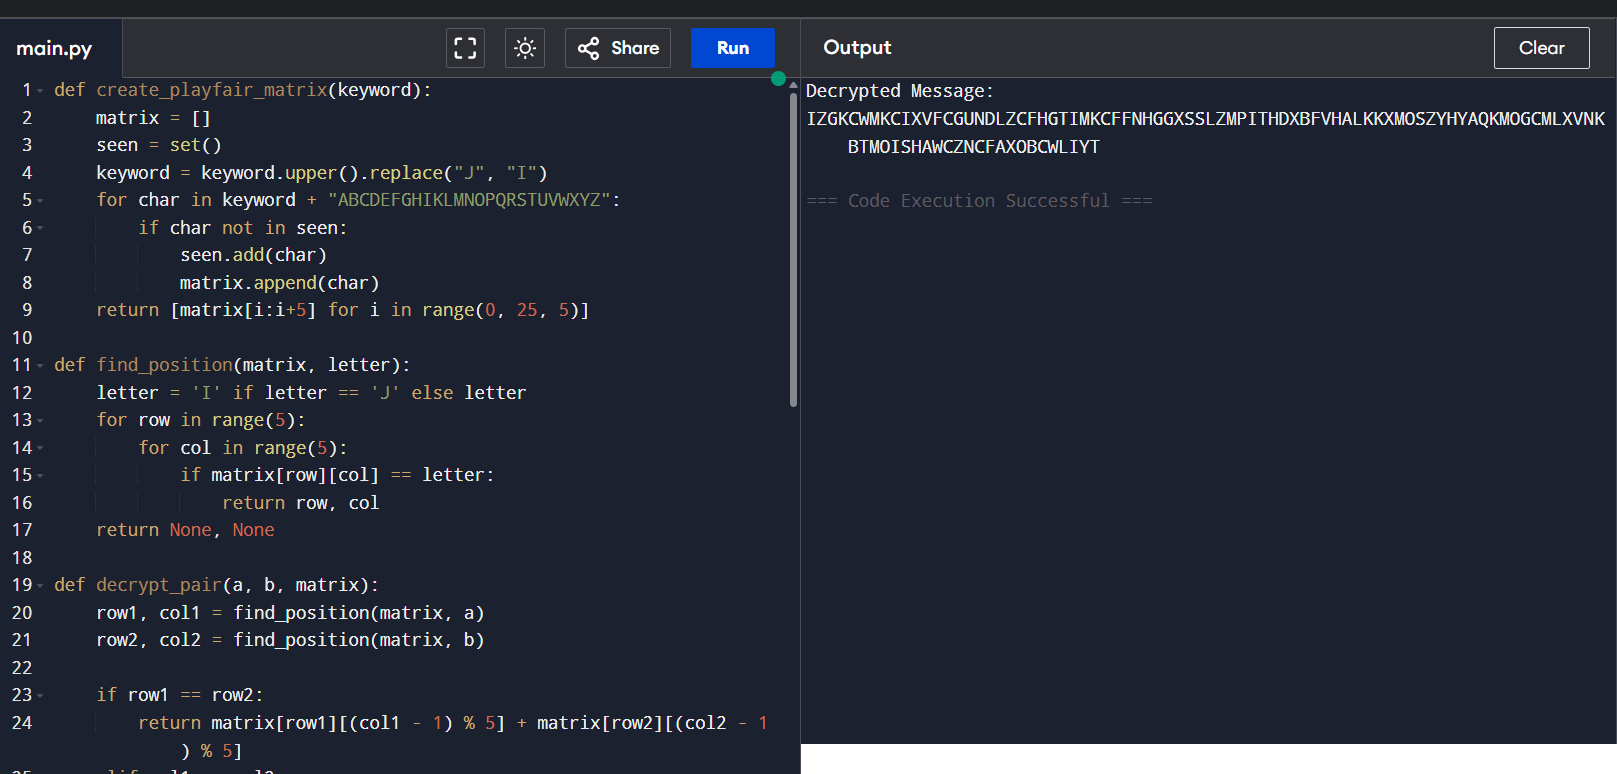 main.py
Share
Run
Output
Clear
1 def create_playfair_matrix(keyword):
2     matrix = []
3     seen = set()
4     keyword = keyword.upper().replace("J", "I")
5     for char in keyword + "ABCDEFGHIKLMNOPQRSTUVWXYZ":
6         if char not in seen:
7             seen.add(char)
8             matrix.append(char)
9     return [matrix[i:i+5] for i in range(0, 25, 5)]
10
11 def find_position(matrix, letter):
12     letter = 'I' if letter == 'J' else letter
13     for row in range(5):
14         for col in range(5):
15             if matrix[row][col] == letter:
16                 return row, col
17     return None, None
18
19 def decrypt_pair(a, b, matrix):
20     row1, col1 = find_position(matrix, a)
21     row2, col2 = find_position(matrix, b)
22
23     if row1 == row2:
24         return matrix[row1][(col1 - 1) % 5] + matrix[row2][(col2 - 1
            ) % 5]
Decrypted Message:
IZGKCWMKCIXVFCGUNDLZCFHGTIMKCFFNHGGXSSLZMPITHDXBFVHALKKXMOSZYHYAQKMOGCMLXVNK
    BTMOISHAWCZNCFAXOBCWLIYT
=== Code Execution Successful ===